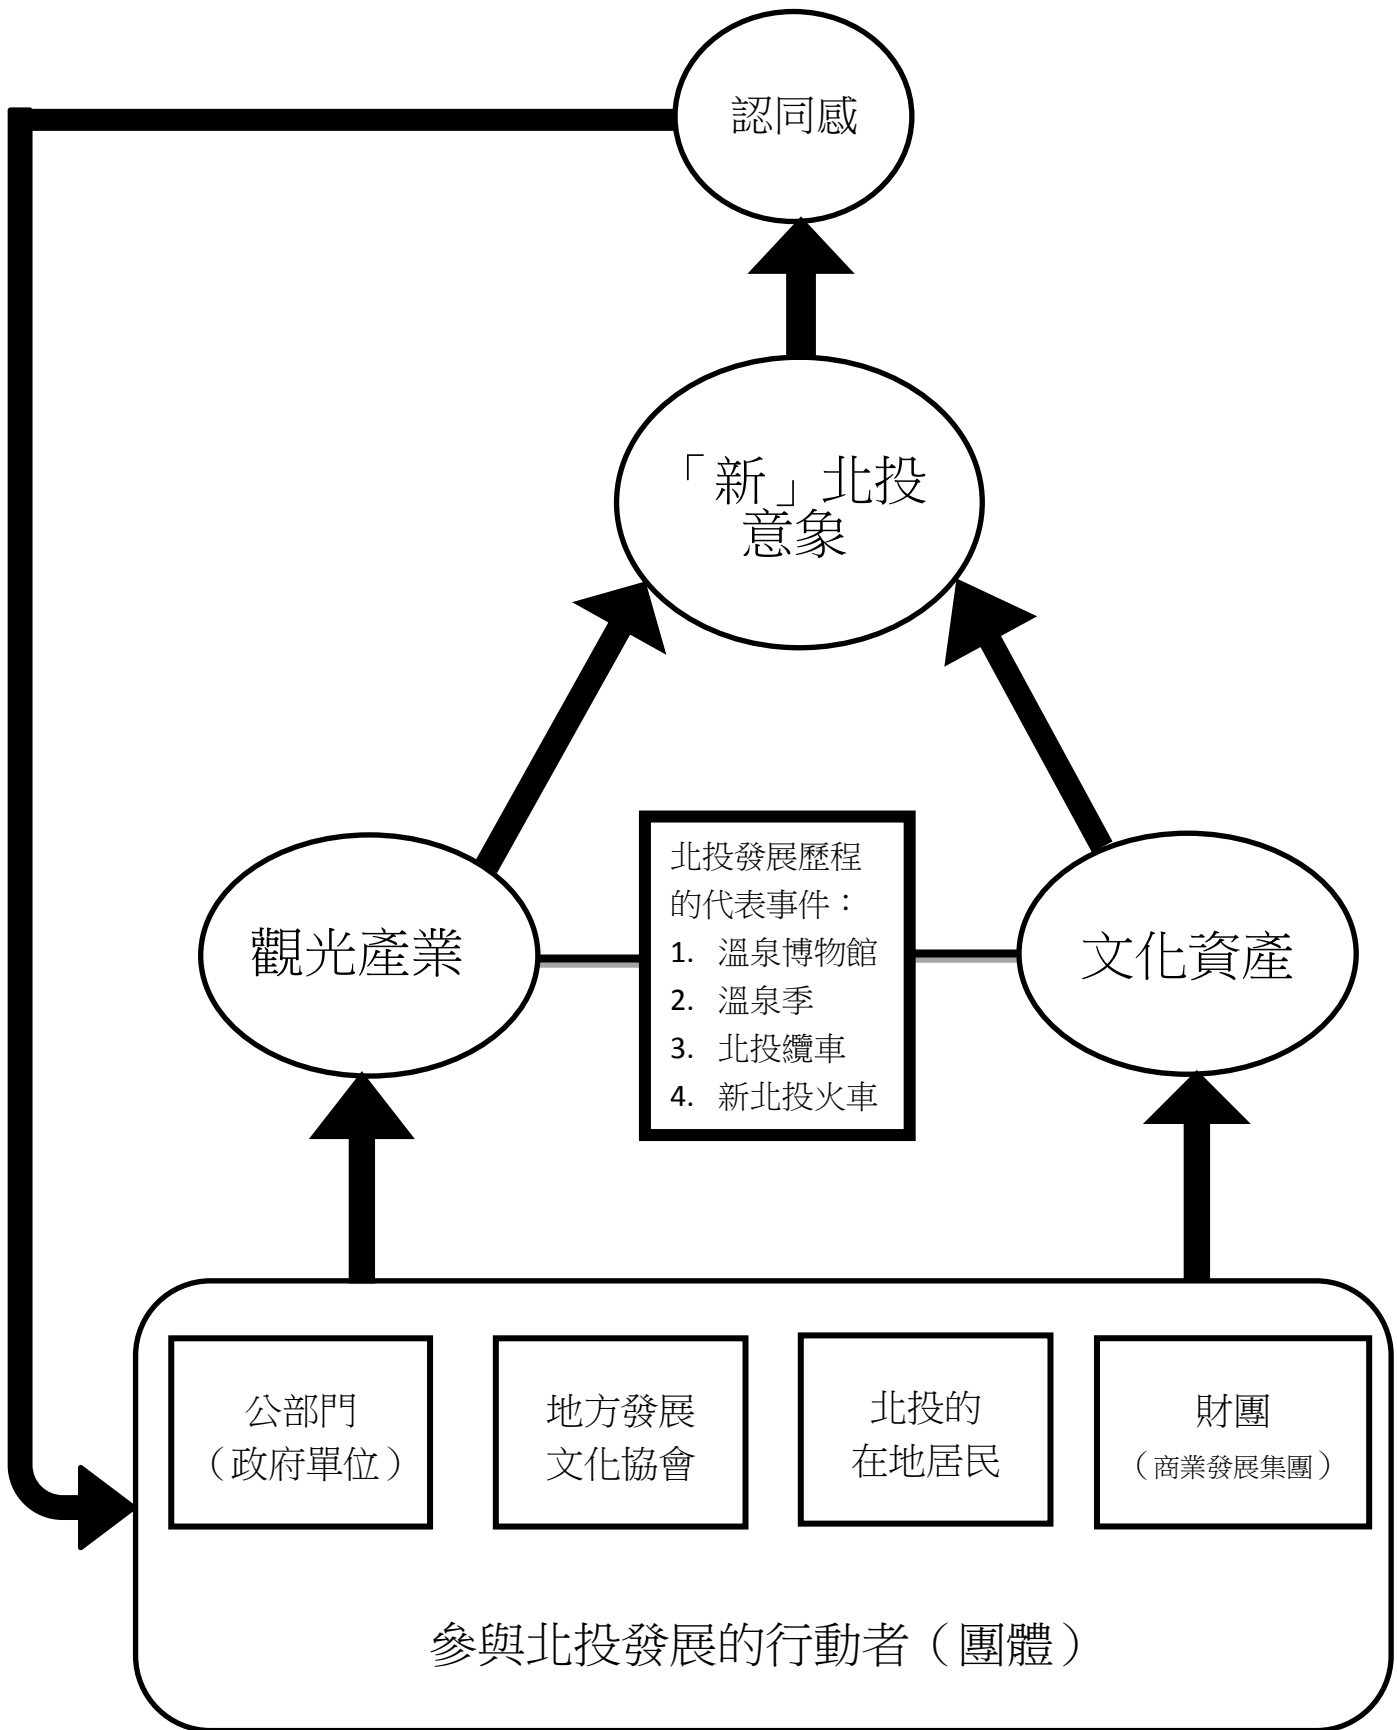 認同感
「新」北投
意象
觀光產業
北投發展歷程
的代表事件：
1. 溫泉博物館
2. 溫泉季
3. 北投纜車
4. 新北投火車
文化資產
公部門
（政府單位）
地方發展
文化協會
北投的
在地居民
財團
（商業發展集團）
參與北投發展的行動者（團體）